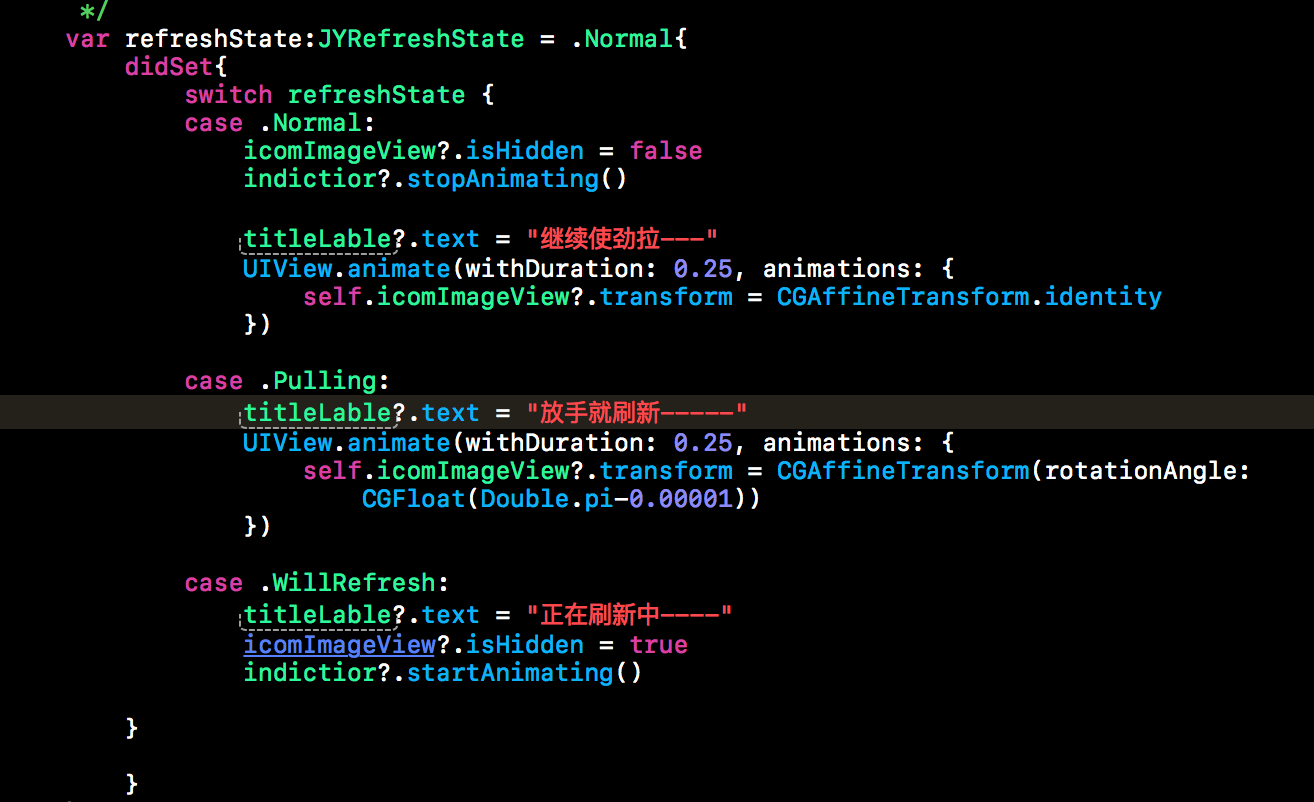 */
var refreshState:JYRefreshState = .Normal{
didSet{
switch refreshState {
case .Normal:
icomImageView?.isHidden = false
indictior?.stopAnimating()
titleLable?.text = "继续使劲拉---"
UIView.animate(withDuration: 0.25, animations: {
self.icomImageView?.transform = CGAffineTransform.identity
})
case .Pulling:
titleLable?.text = "放手就刷新-----"
UIView.animate(withDuration: 0.25, animations: {
self.icomImageView?.transform = CGAffineTransform(rotationAngle:
CGFloat(Double.pi-0.00001))
})
case .WillRefresh:
titleLable?.text = "正在刷新中----"
icomImageView?.isHidden = true
indictior?.startAnimating()
}
}